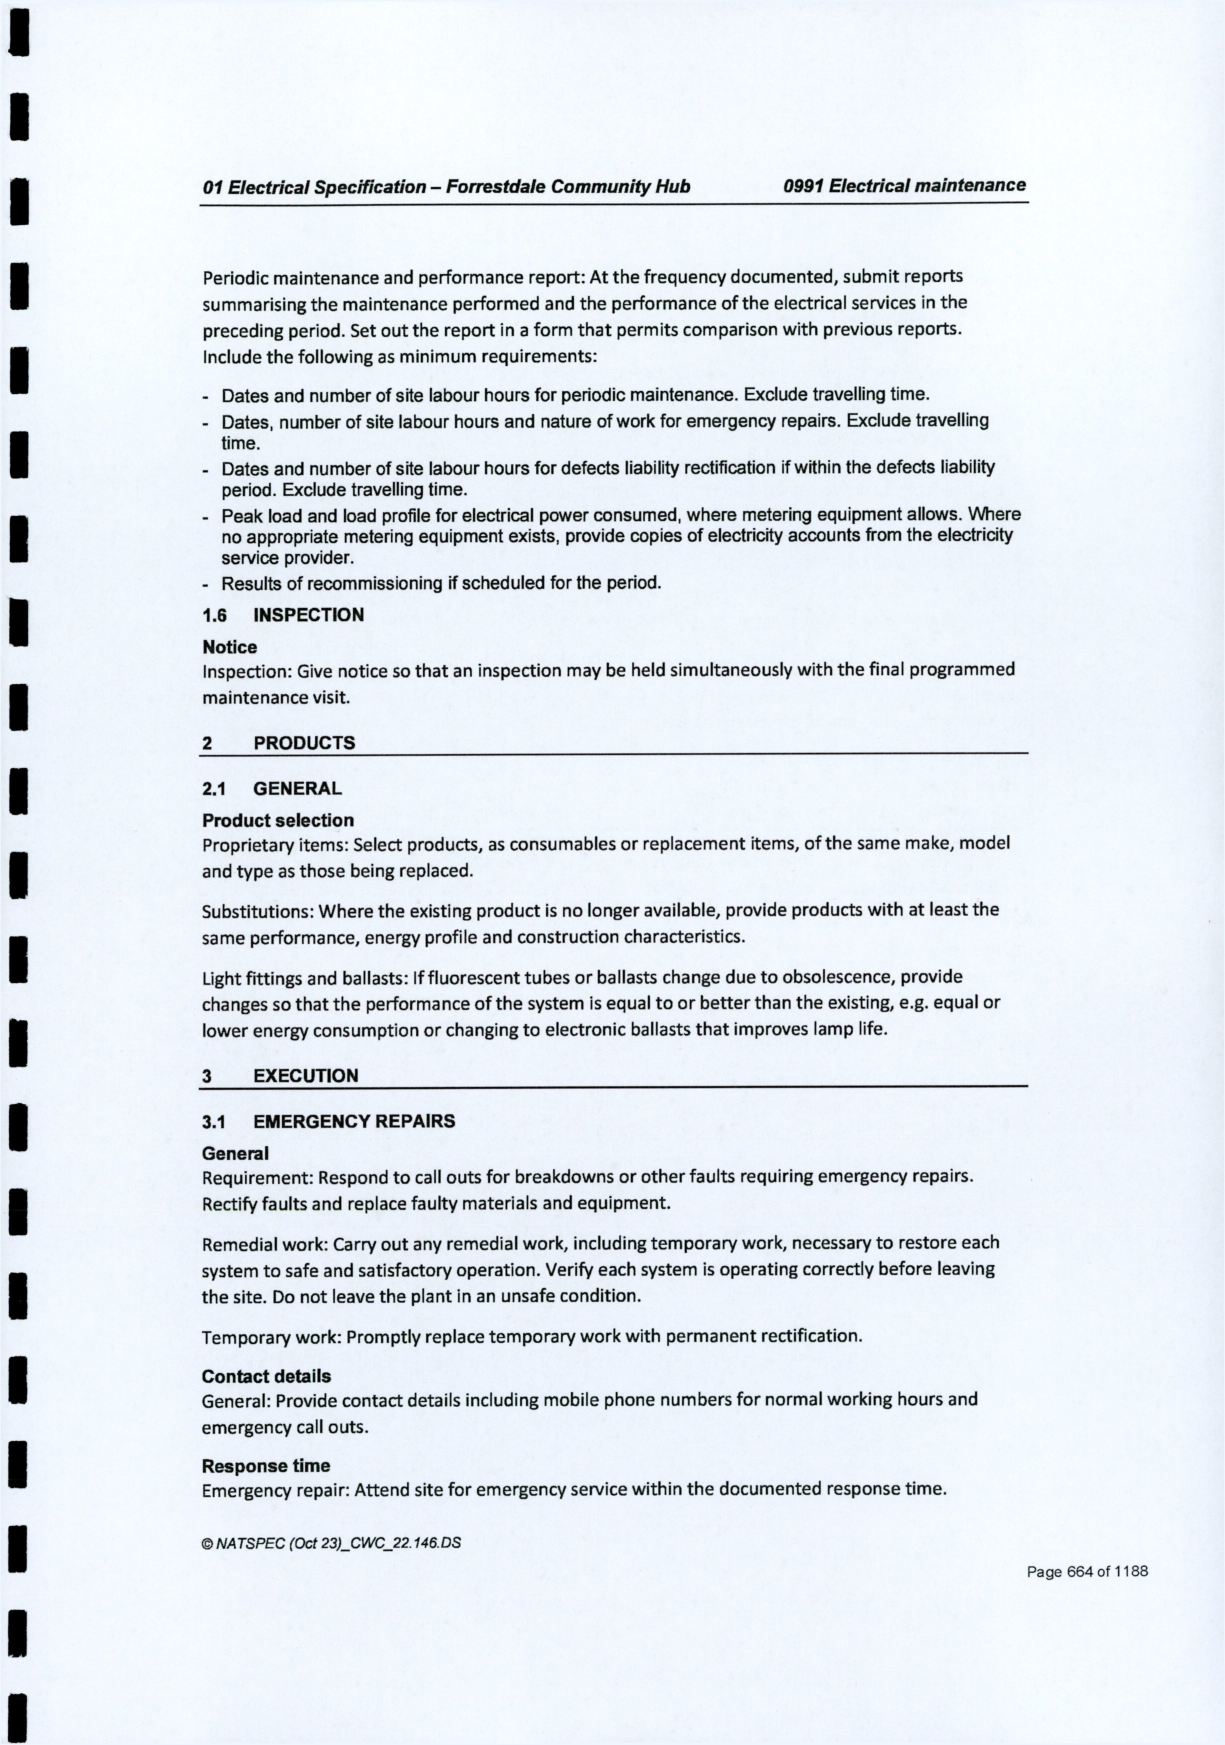 01 Electrical Specification – Forrestdale Community Hub 0991 Electrical maintenance
Periodic maintenance and performance report: At the frequency documented, submit reports
summarising the maintenance performed and the performance of the electrical services in the
preceding period. Set out the report in a form that permits comparison with previous reports.
Include the following as minimum requirements:
- Dates and number of site labour hours for periodic maintenance. Exclude travelling time.
- Dates, number of site labour hours and nature of work for emergency repairs. Exclude travelling
time.
- Dates and number of site labour hours for defects liability rectification if within the defects liability
period. Exclude travelling time.
- Peak load and load profile for electrical power consumed, where metering equipment allows. Where
no appropriate metering equipment exists, provide copies of electricity accounts from the electricity
service provider.
- Results of recommissioning if scheduled for the period.
1.6 INSPECTION
Notice
Inspection: Give notice so that an inspection may be held simultaneously with the final programmed
maintenance visit.
2 PRODUCTS
2.1 GENERAL
Product selection
Proprietary items: Select products, as consumables or replacement items, of the same make, model
and type as those being replaced.
Substitutions: Where the existing product is no longer available, provide products with at least the
same performance, energy profile and construction characteristics.
Light fittings and ballasts: If fluorescent tubes or ballasts change due to obsolescence, provide
changes so that the performance of the system is equal to or better than the existing, e.g. equal or
lower energy consumption or changing to electronic ballasts that improves lamp life.
3 EXECUTION
3.1 EMERGENCY REPAIRS
General
Requirement: Respond to call outs for breakdowns or other faults requiring emergency repairs.
Rectify faults and replace faulty materials and equipment.
Remedial work: Carry out any remedial work, including temporary work, necessary to restore each
system to safe and satisfactory operation. Verify each system is operating correctly before leaving
the site. Do not leave the plant in an unsafe condition.
Temporary work: Promptly replace temporary work with permanent rectification.
Contact details
General: Provide contact details including mobile phone numbers for normal working hours and
emergency call outs.
Response time
Emergency repair: Attend site for emergency service within the documented response time.
© NATSPEC (Oct 23)_CWC_22.146.DS
Page 664 of 1188